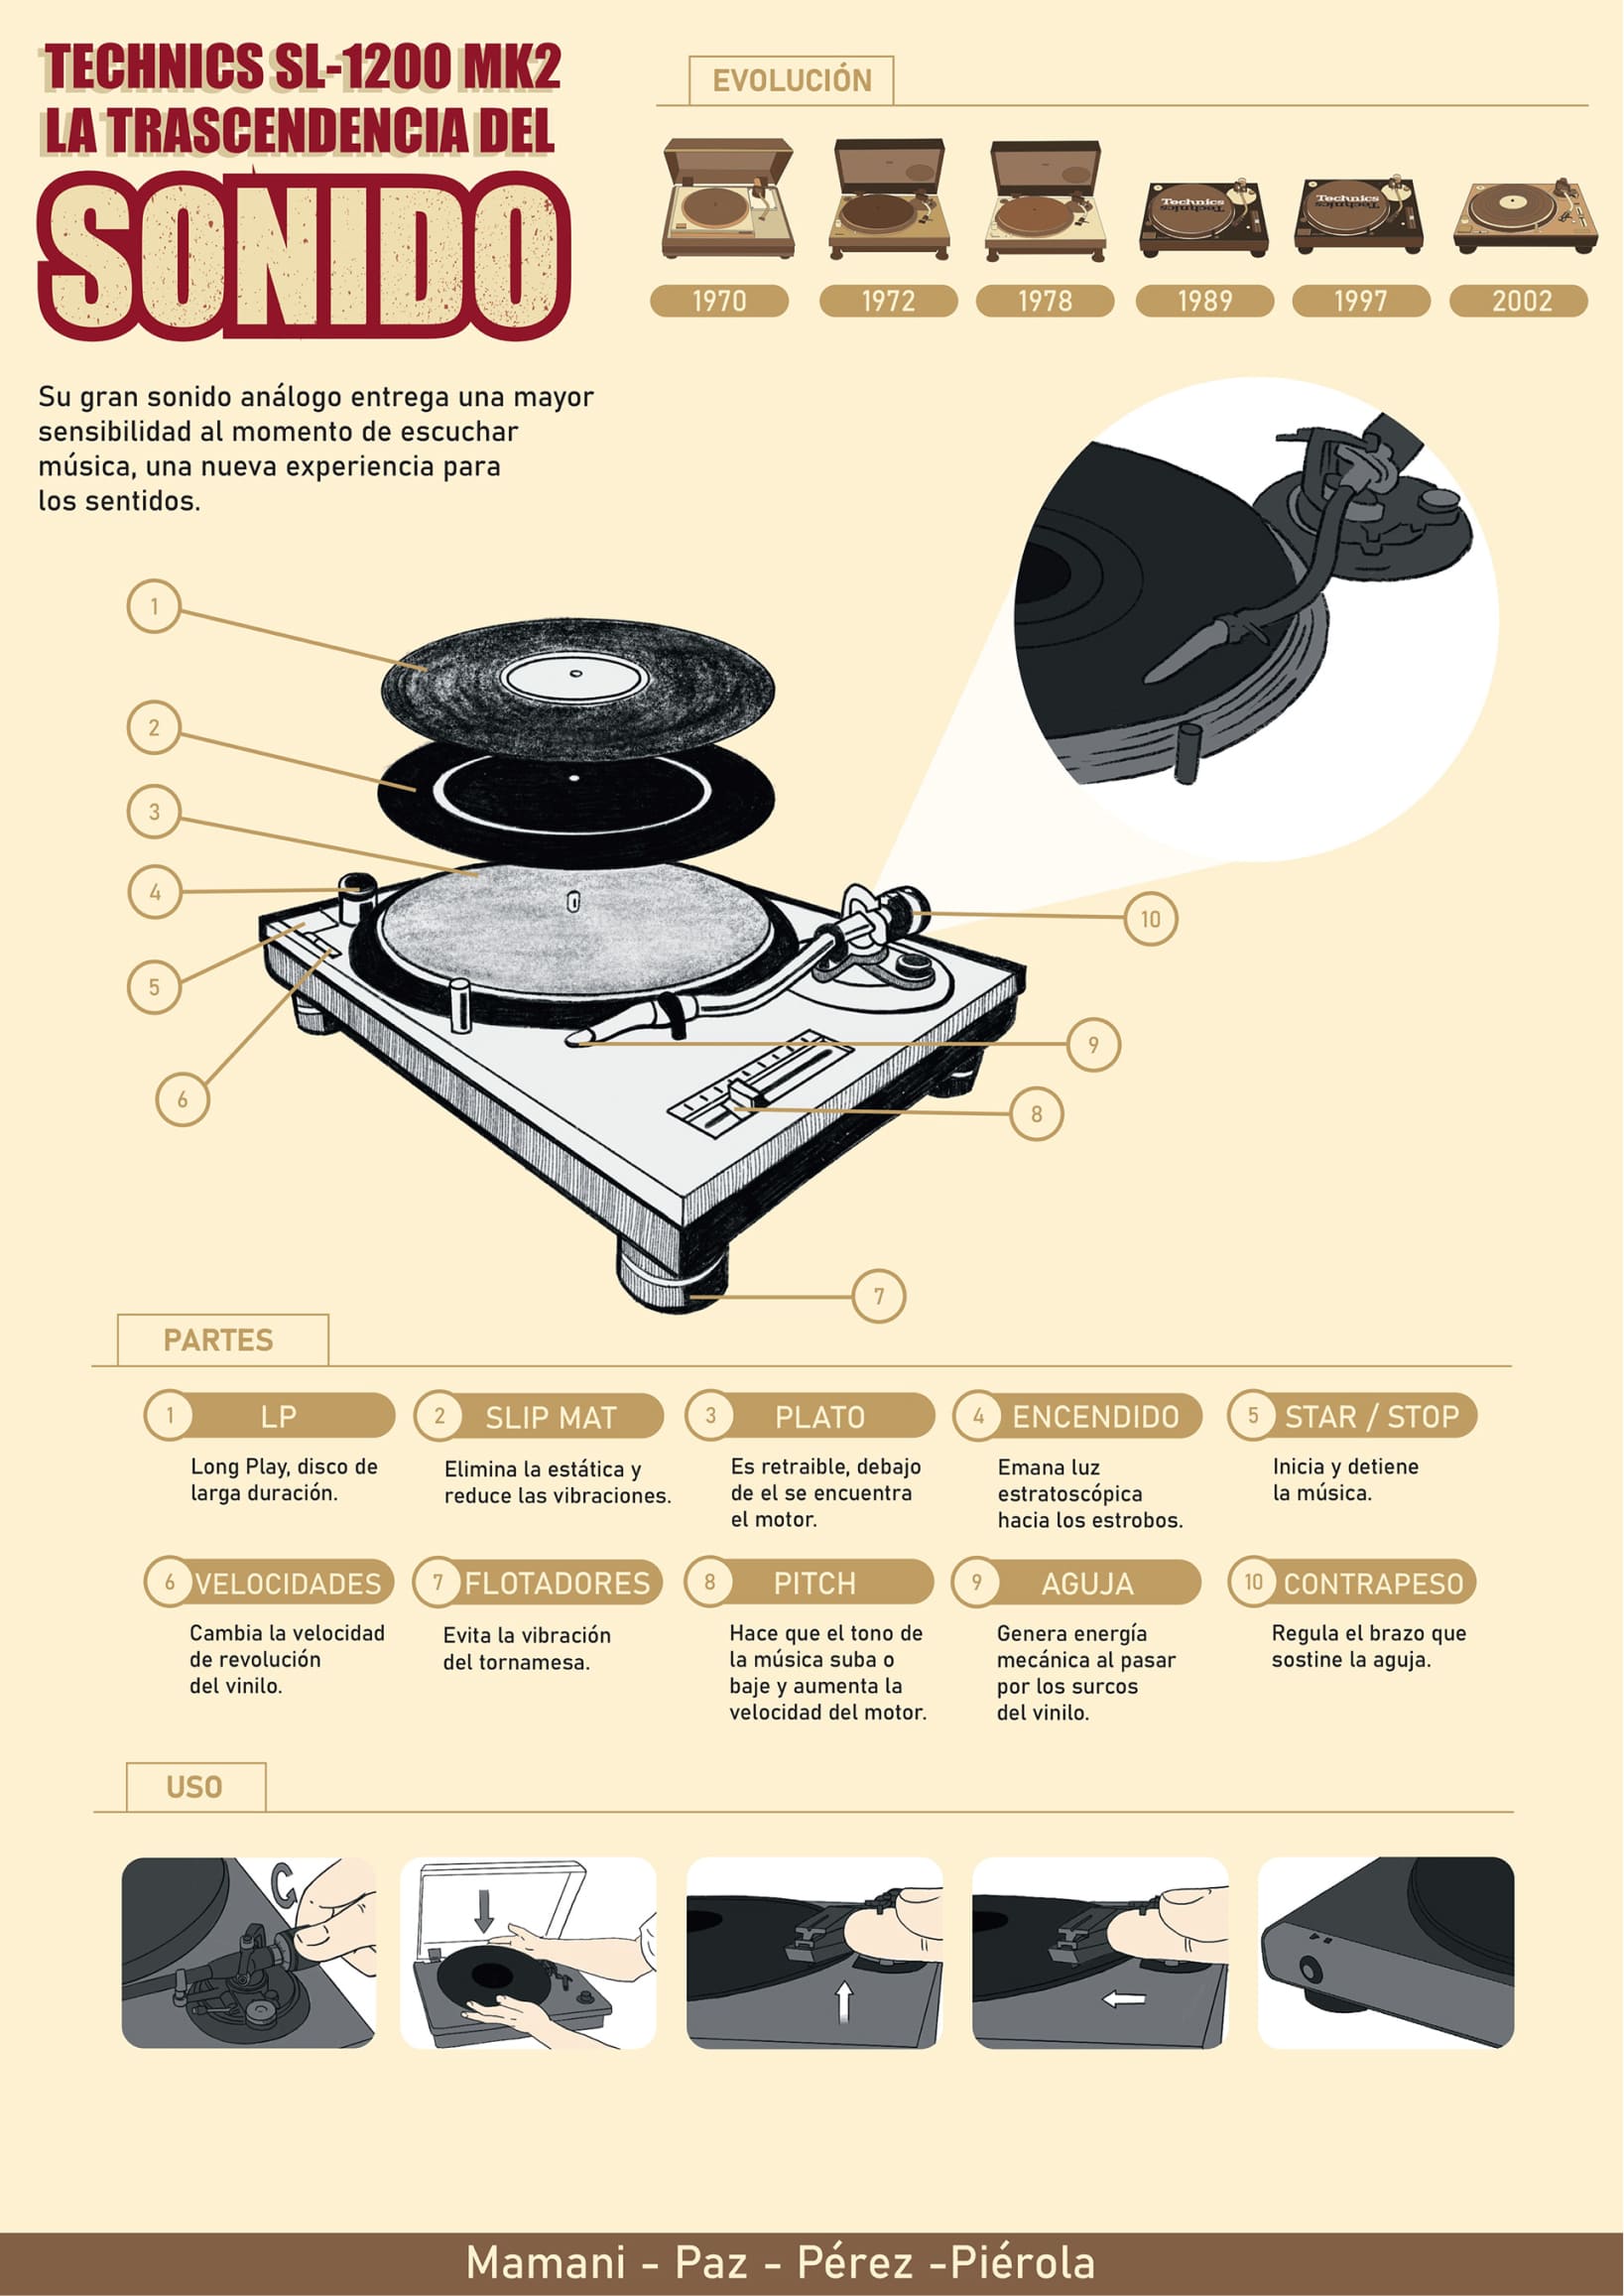 TECHNICS SL-1200 MK2
LA TRASCENDENCIA DEL
SONIDO
Su gran sonido análogo entrega una mayor
sensibilidad al momento de escuchar
música, una nueva experiencia para
los sentidos.
EVOLUCIÓN
Technics
Technics
1970
1972
1978
1989
1997
2002
1
2
3
4
5
6
10
9
8
7
PARTES
1 LP
Long Play, disco de
larga duración.
2 SLIP MAT
Elimina la estática y
reduce las vibraciones.
3 PLATO
Es retraible, debajo
de el se encuentra
el motor.
4 ENCENDIDO
Emana luz
estratoscópica
hacia los estrobos.
5 STAR / STOP
Inicia y detiene
la música.
6 VELOCIDADES
Cambia la velocidad
de revolución
del vinilo.
7 FLOTADORES
Evita la vibración
del tornamesa.
8 PITCH
Hace que el tono de
la música suba o
baje y aumenta la
velocidad del motor.
9 AGUJA
Genera energía
mecánica al pasar
por los surcos
del vinilo.
10 CONTRAPESO
Regula el brazo que
sostine la aguja.
USO
Mamani - Paz - Pérez -Piérola